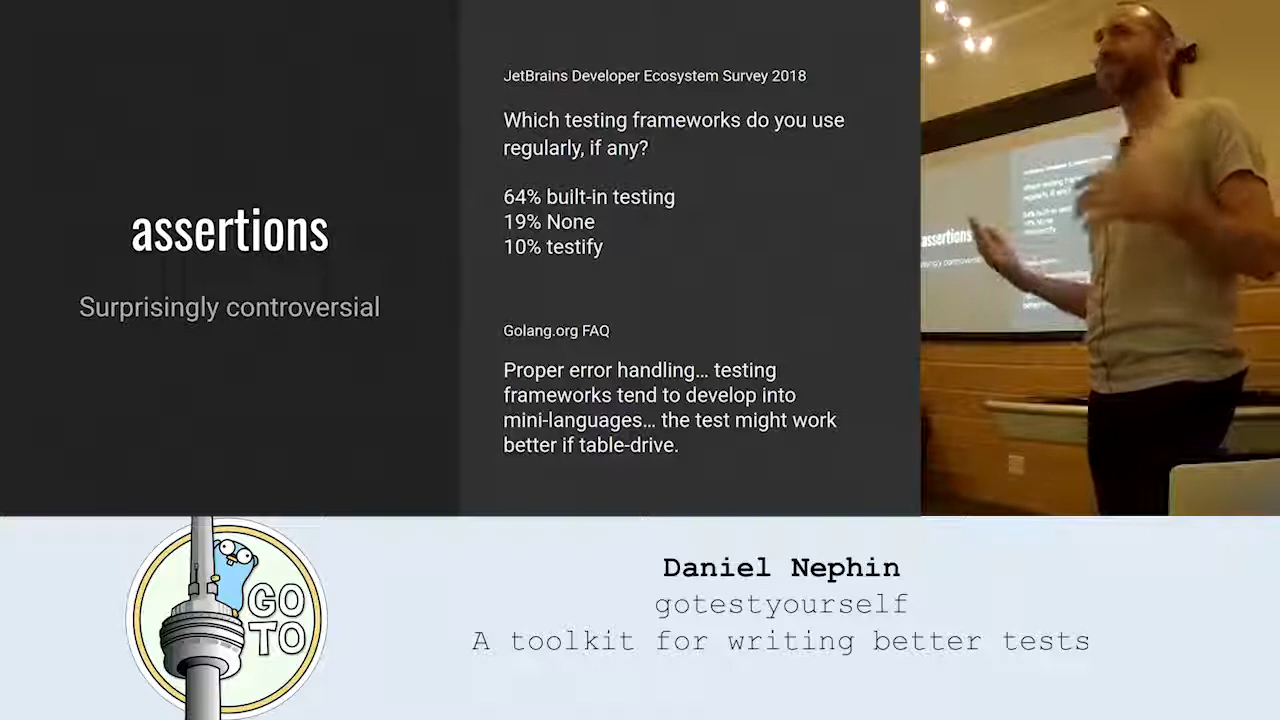 assertions
Surprisingly controversial
JetBrains Developer Ecosystem Survey 2018
Which testing frameworks do you use
regularly, if any?
64% built-in testing
19% None
10% testify
Golang.org FAQ
Proper error handling… testing
frameworks tend to develop into
mini-languages… the test might work
better if table-drive.
assertions
GO
TO
Daniel Nephin
gotestyourself
A toolkit for writing better tests